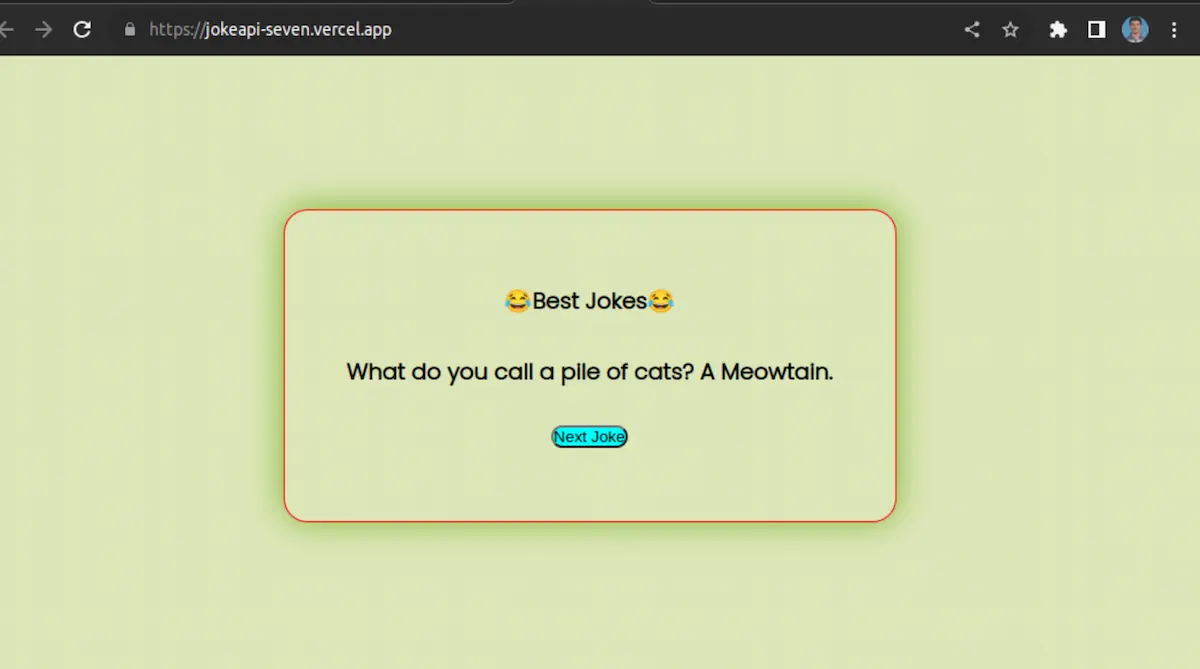 https://jokeapi-seven.vercel.app
😂Best Jokes😂
What do you call a pile of cats? A Meowtain.
Next Joke